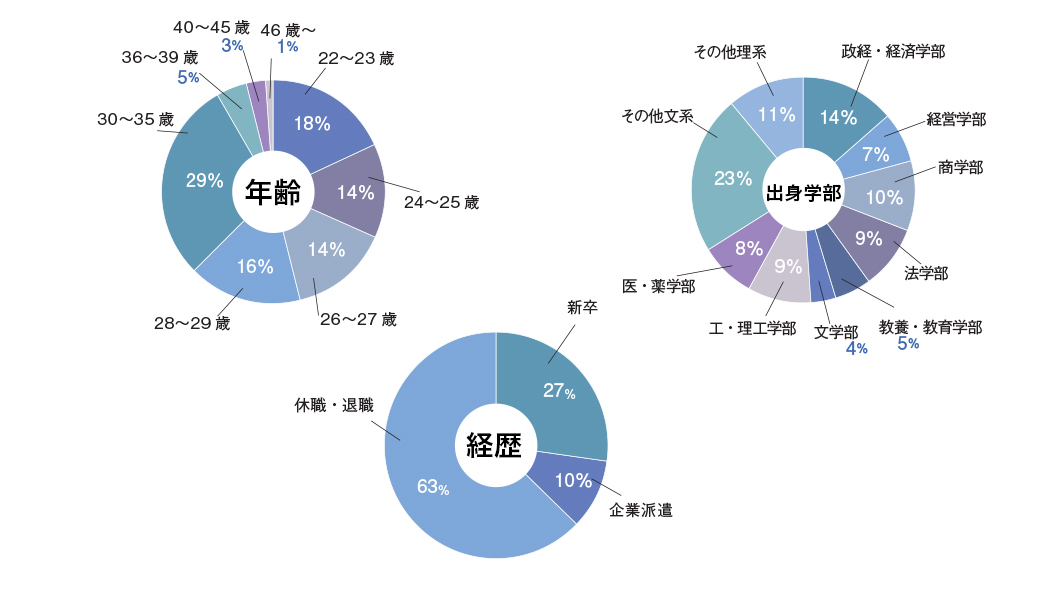 40〜45 歳
3%
46 歳〜
1%
36〜39 歳
5%
22〜23 歳
30〜35 歳
18%
29%
年齢
14%
24〜25 歳
14%
16%
28〜29 歳
26〜27 歳
その他理系
政経・経済学部
その他文系
11%
14%
経営学部
7%
商学部
23%
出身学部
10%
8%
9%
9%
法学部
医・薬学部
工・理工学部
文学部
4%
教養・教育学部
5%
新卒
27%
休職・退職
経歴
63%
10%
企業派遣